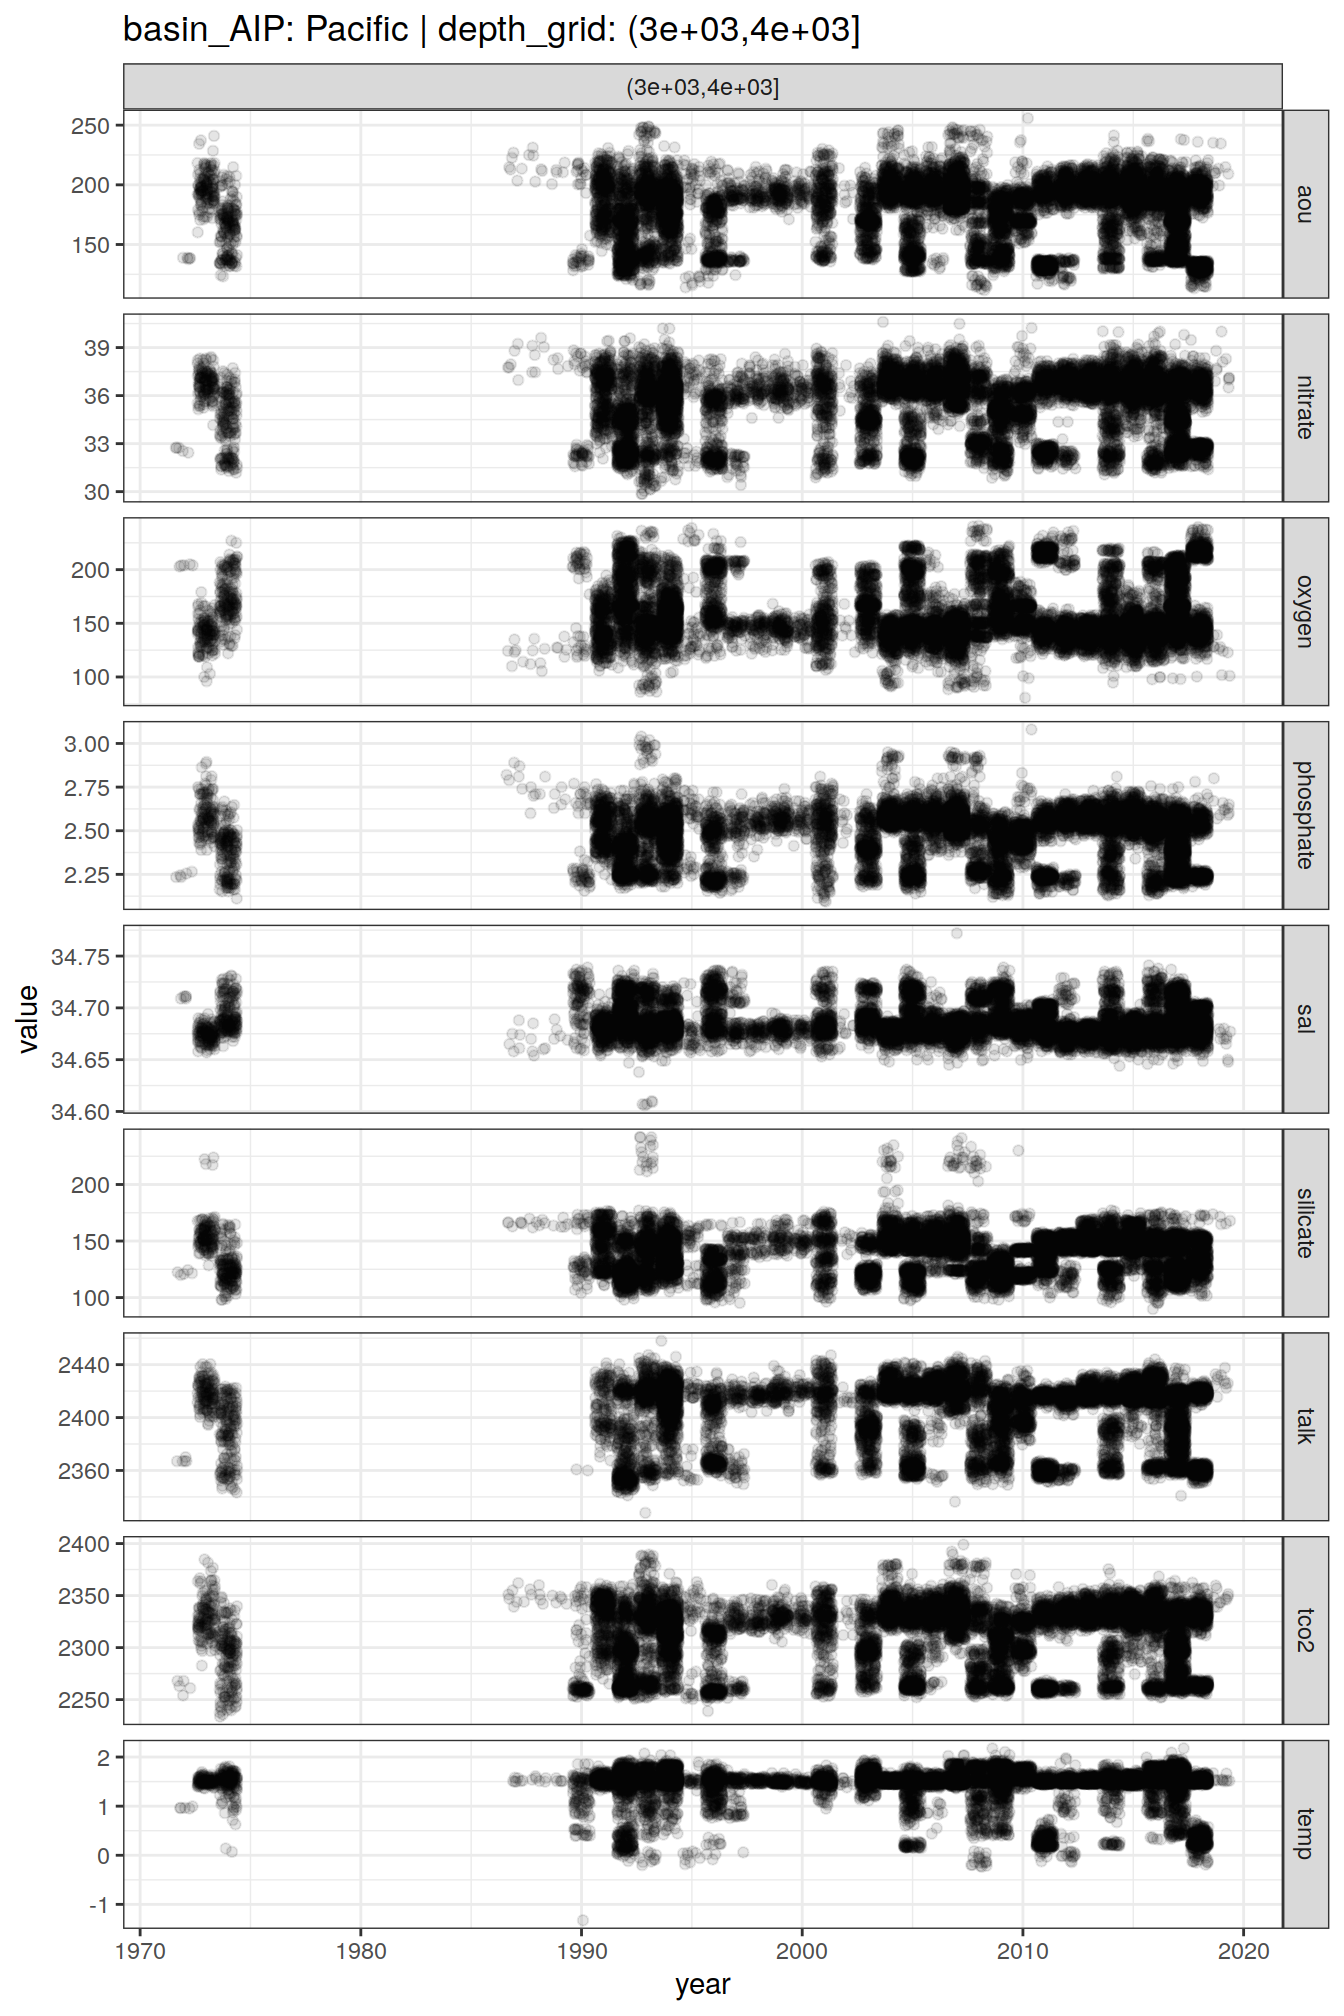 basin_AIP: Pacific | depth_grid: (3e+03,4e+03]
(3e+03,4e+03]
250
200
150
aou
39
36
33
30
nitrate
200
150
100
oxygen
3.00
2.75
2.50
2.25
phosphate
34.75
34.70
34.65
34.60
sal
value
200
150
100
silicate
2440
2400
2360
talk
2400
2350
2300
2250
tco2
2
1
0
-1
temp
1970 1980 1990 2000 2010 2020
year